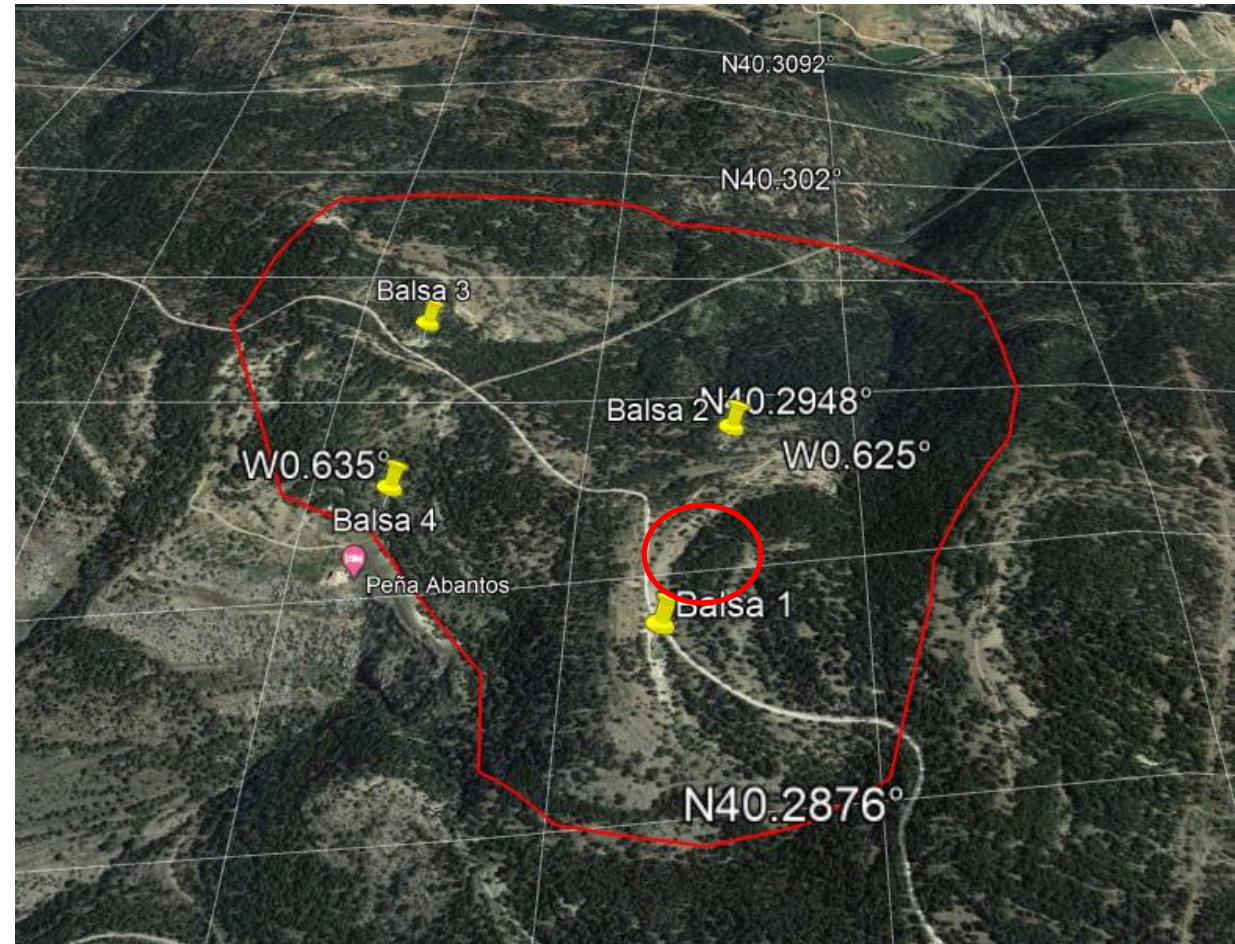 N40.3092°
N40.302°
Balsa 3
Balsa 2
N40.2948°
W0.635°
W0.625°
Balsa 4
Peña Abantos
Balsa 1
N40.2876°